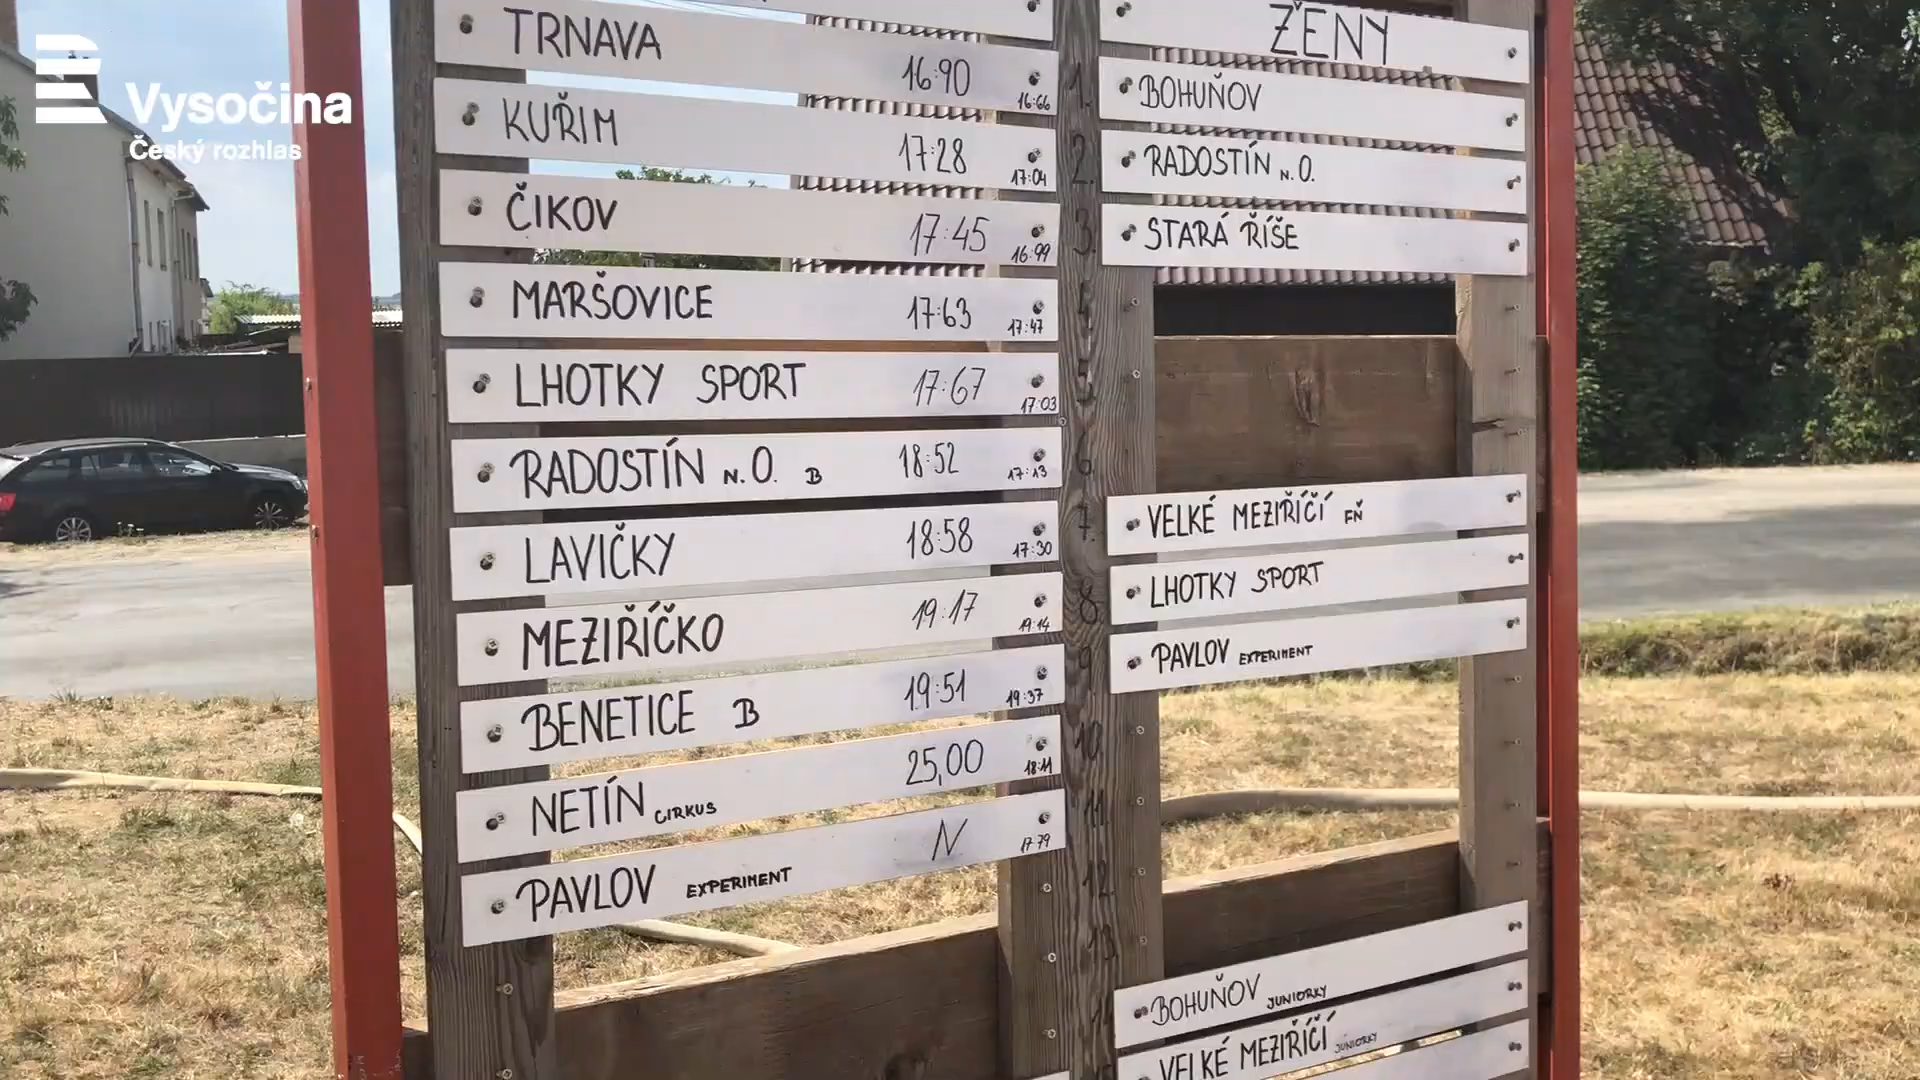 Vysočina
Český rozhlas
TRNAVA 16:90 16:66
KUŘIM 17:28 17:04
ČIKOV 17:45 16:99
MARŠOVICE 17:63 17:47
LHOTKY SPORT 17:67 17:03
RADOSTÍN N.O. B 18:52 17:13
LAVIČKY 18:58 17:30
MEZIŘÍČKO 19:17 19:14
BENETICE B 19:51 19:37
NETÍN CIRKUS 25,00 18:11
PAVLOV EXPERIMENT N 17:79
ŽENY
1. BOHUŇOV
2. RADOSTÍN N.O.
3. STARÁ ŘÍŠE
5.
6.
7. VELKÉ MEZIŘÍČÍ FŇ
8. LHOTKY SPORT
9 PAVLOV EXPERIMENT
10
11.
12.
BOHUŇOV JUNIORKY
VELKÉ MEZIŘÍČÍ JUNIORKY